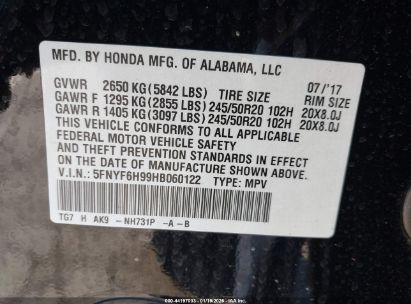 MFD. BY HONDA MFG. OF ALABAMA, LLC
07/'17
GVWR 2650 KG (5842 LBS) TIRE SIZE RIM SIZE
GAWR F 1295 KG (2855 LBS) 245/50R20 102H 20X8.0J
GAWR R 1405 KG (3097 LBS) 245/50R20 102H 20X8.0J
THIS VEHICLE CONFORMS TO ALL APPLICABLE
FEDERAL MOTOR VEHICLE SAFETY
AND THEFT PREVENTION STANDARDS IN
EFFECT ON THE DATE OF MANUFACTURE
SHOWN ABOVE.
V.I.N.: 5FNYF6H99HB060122 TYPE: MPV
TG7 H AK9 -NH731P -A -B